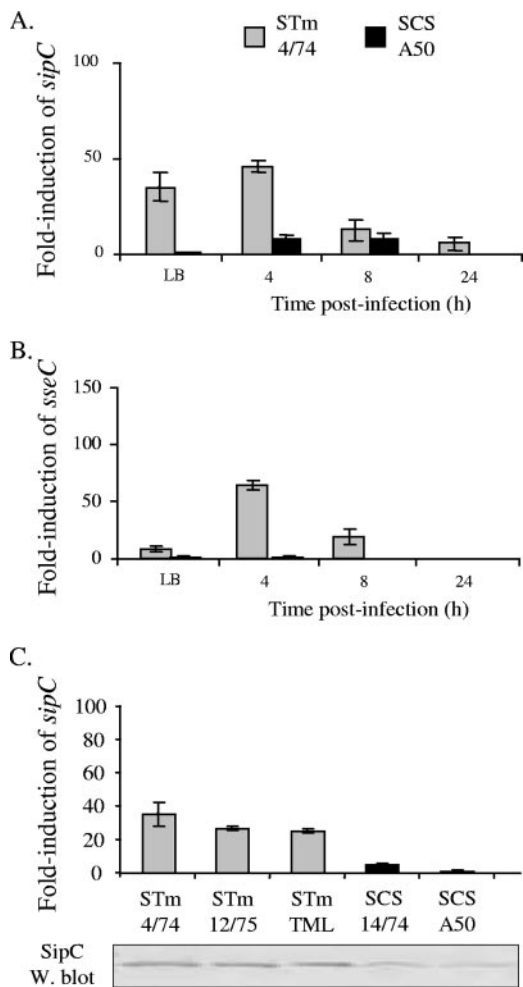 A.
STm 4/74
SCS A50
Fold-induction of sipC
100
50
0
LB 4 8 24
Time post-infection (h)
B.
Fold-induction of sseC
150
100
50
0
LB 4 8 24
Time post-infection (h)
C.
Fold-induction of sipC
100
80
60
40
20
0
STm STm STm SCS SCS
4/74 12/75 TML 14/74 A50
SipC
W. blot